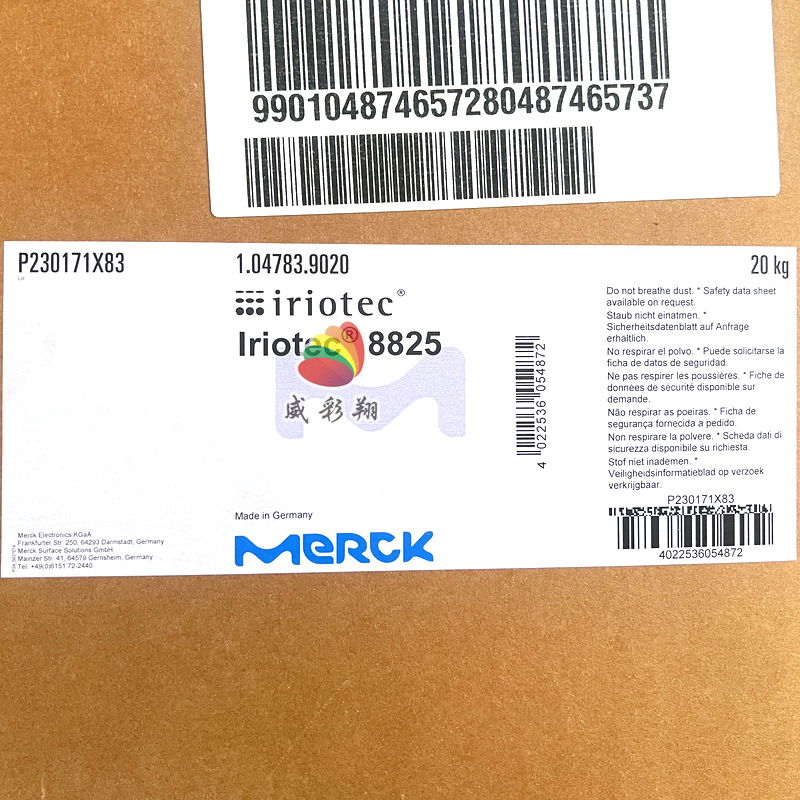 99010487465728048746573​7
P230171X83
Lot
1.04783.9020
20 kg
iriotec®
Iriotec® 8825
威彩翔
4 022536 054872
Do not breathe dust. * Safety data sheet
available on request.
Staub nicht einatmen. *
Sicherheitsdatenblatt auf Anfrage
erhältlich.
No respirar el polvo. * Puede solicitarse la
ficha de datos de seguridad.
Ne pas respirer les poussières. * Fiche de
données de sécurité disponible sur
demande.
Não respirar as poeiras. * Ficha de
segurança fornecida a pedido.
Non respirare la polvere. * Scheda dati di
sicurezza disponibile su richiesta.
Stof niet inademen. *
Veiligheidsinformatieblad op verzoek
verkrijgbaar.
P230171X83
4022536054872
Made in Germany
MERCK
Merck Electronics KGaA
Frankfurter Str. 250, 64293 Darmstadt, Germany
Merck Surface Solutions GmbH
Mainzer Str. 41, 64579 Gernsheim, Germany
Tel. +49(0)6151 72-2440